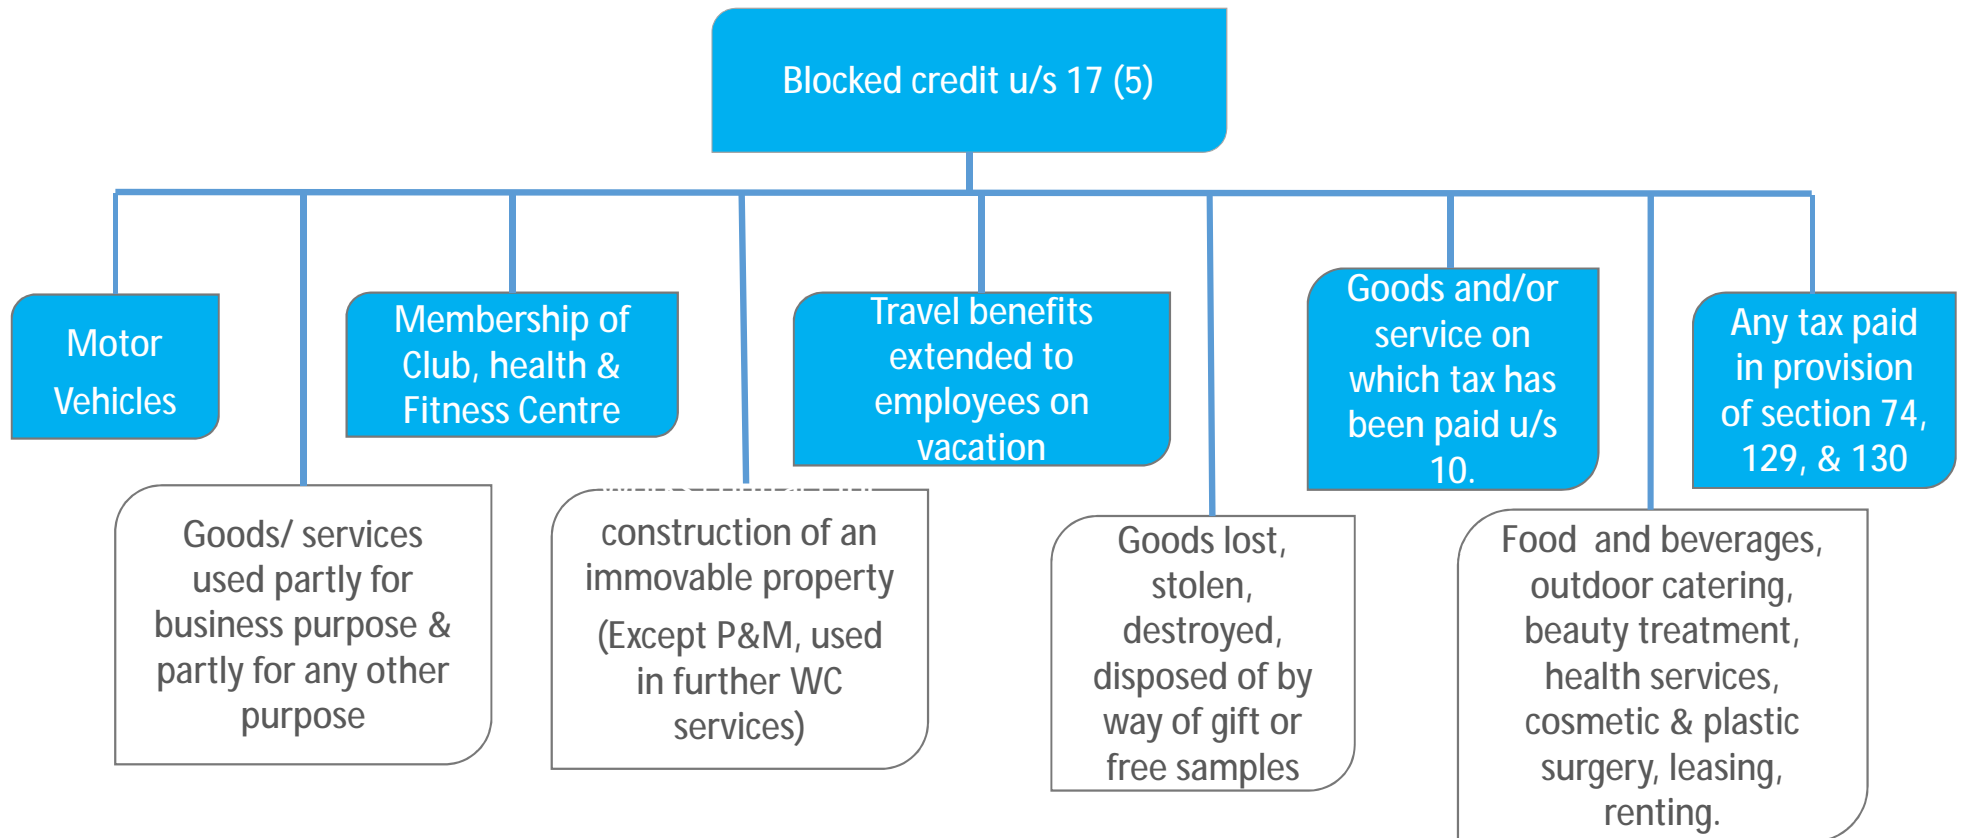 Blocked credit u/s 17 (5)
Motor
Vehicles
Membership of
Club, health &
Fitness Centre
Travel benefits
extended to
employees on
vacation
Goods and/or
service on
which tax has
been paid u/s
10.
Any tax paid
in provision
of section 74,
129, & 130
Goods/ services
used partly for
business purpose &
partly for any other
purpose
construction of an
immovable property
(Except P&M, used
in further WC
services)
Goods lost,
stolen,
destroyed,
disposed of by
way of gift or
free samples
Food and beverages,
outdoor catering,
beauty treatment,
health services,
cosmetic & plastic
surgery, leasing,
renting.